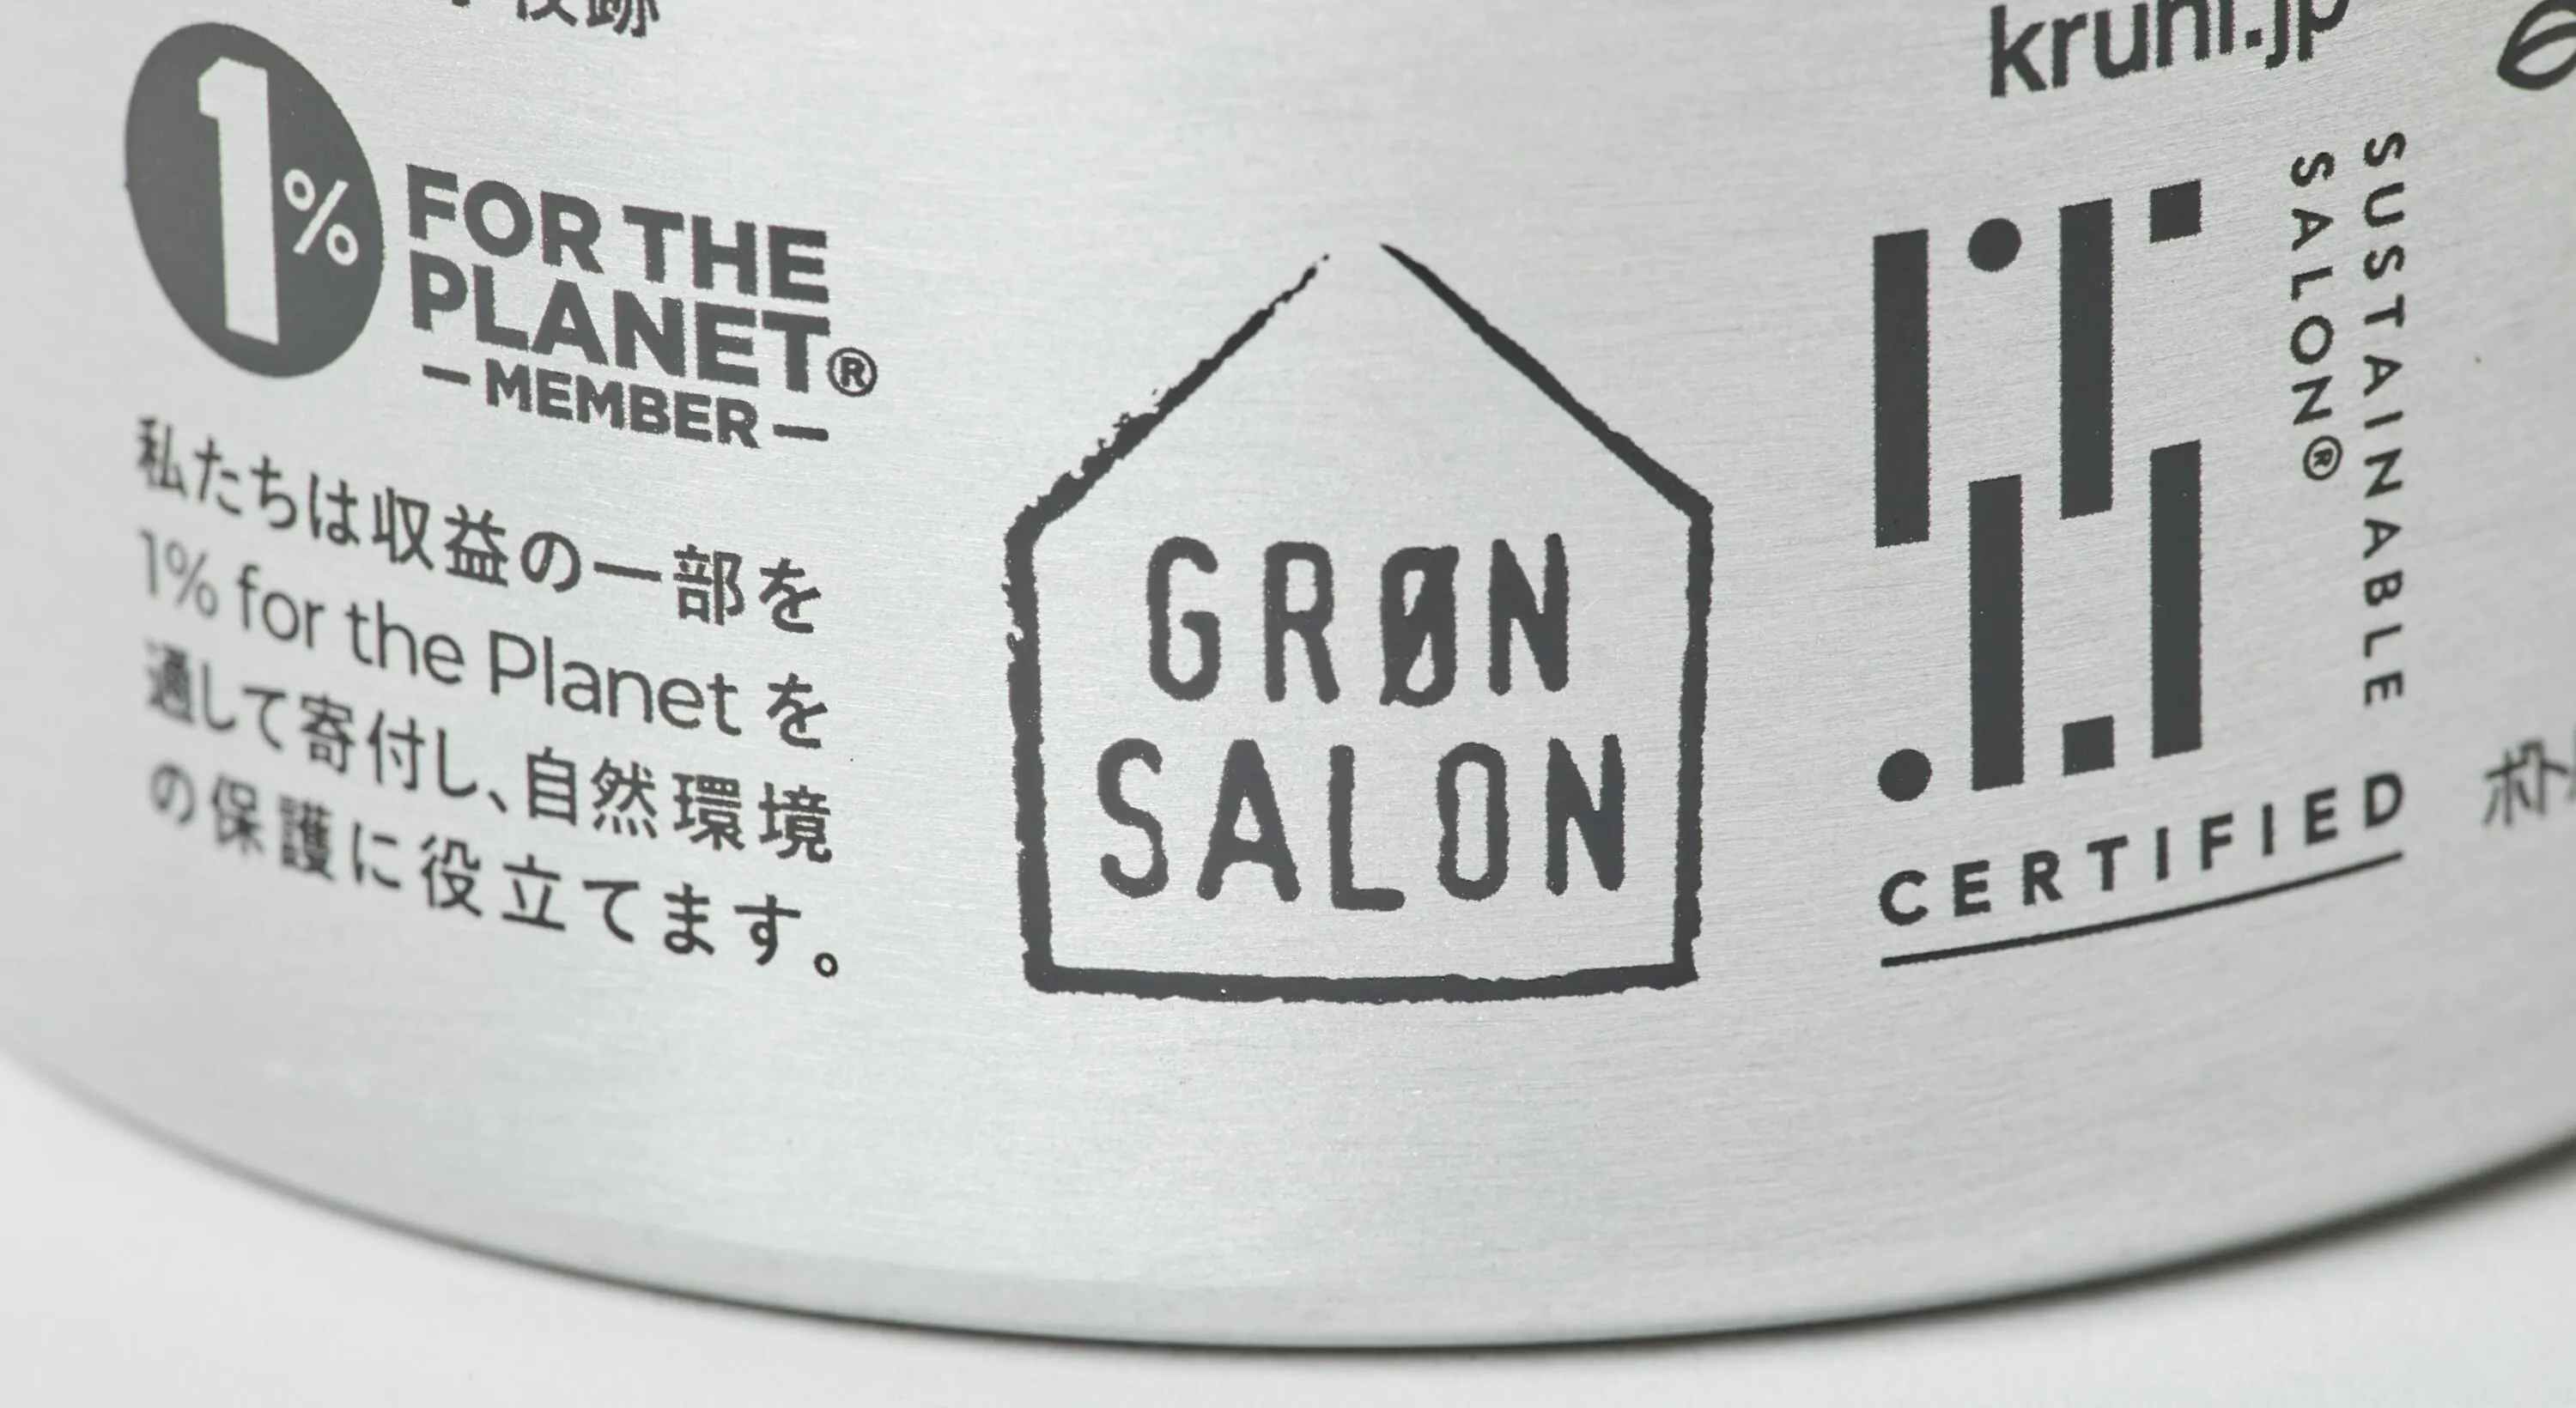 1%
FOR THE
PLANET®
— MEMBER —
私たちは収益の一部を
1% for the Planet を
通して寄付し、自然環境
の保護に役立てます。
GRØN
SALON
SUSTAINABLE
SALON®
CERTIFIED